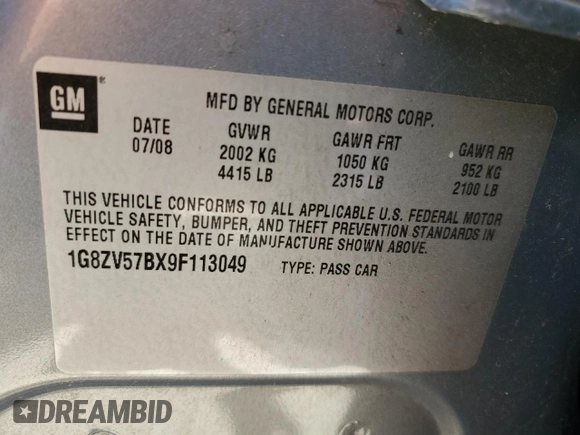 GM
MFD BY GENERAL MOTORS CORP.
DATE GVWR GAWR FRT GAWR RR
07/08 2002 KG 1050 KG 952 KG
4415 LB 2315 LB 2100 LB
THIS VEHICLE CONFORMS TO ALL APPLICABLE U.S. FEDERAL MOTOR
VEHICLE SAFETY, BUMPER, AND THEFT PREVENTION STANDARDS IN
EFFECT ON THE DATE OF MANUFACTURE SHOWN ABOVE.
1G8ZV57BX9F113049 TYPE: PASS CAR
DREAMBID